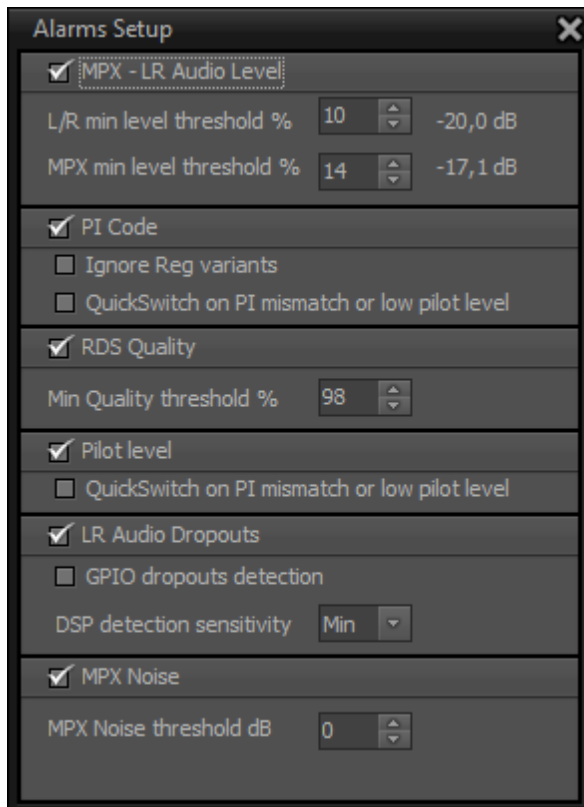 Alarms Setup
MPX - LR Audio Level
L/R min level threshold % 10 -20,0 dB
MPX min level threshold % 14 -17,1 dB
PI Code
Ignore Reg variants
QuickSwitch on PI mismatch or low pilot level
RDS Quality
Min Quality threshold % 98
Pilot level
QuickSwitch on PI mismatch or low pilot level
LR Audio Dropouts
GPIO dropouts detection
DSP detection sensitivity Min
MPX Noise
MPX Noise threshold dB 0